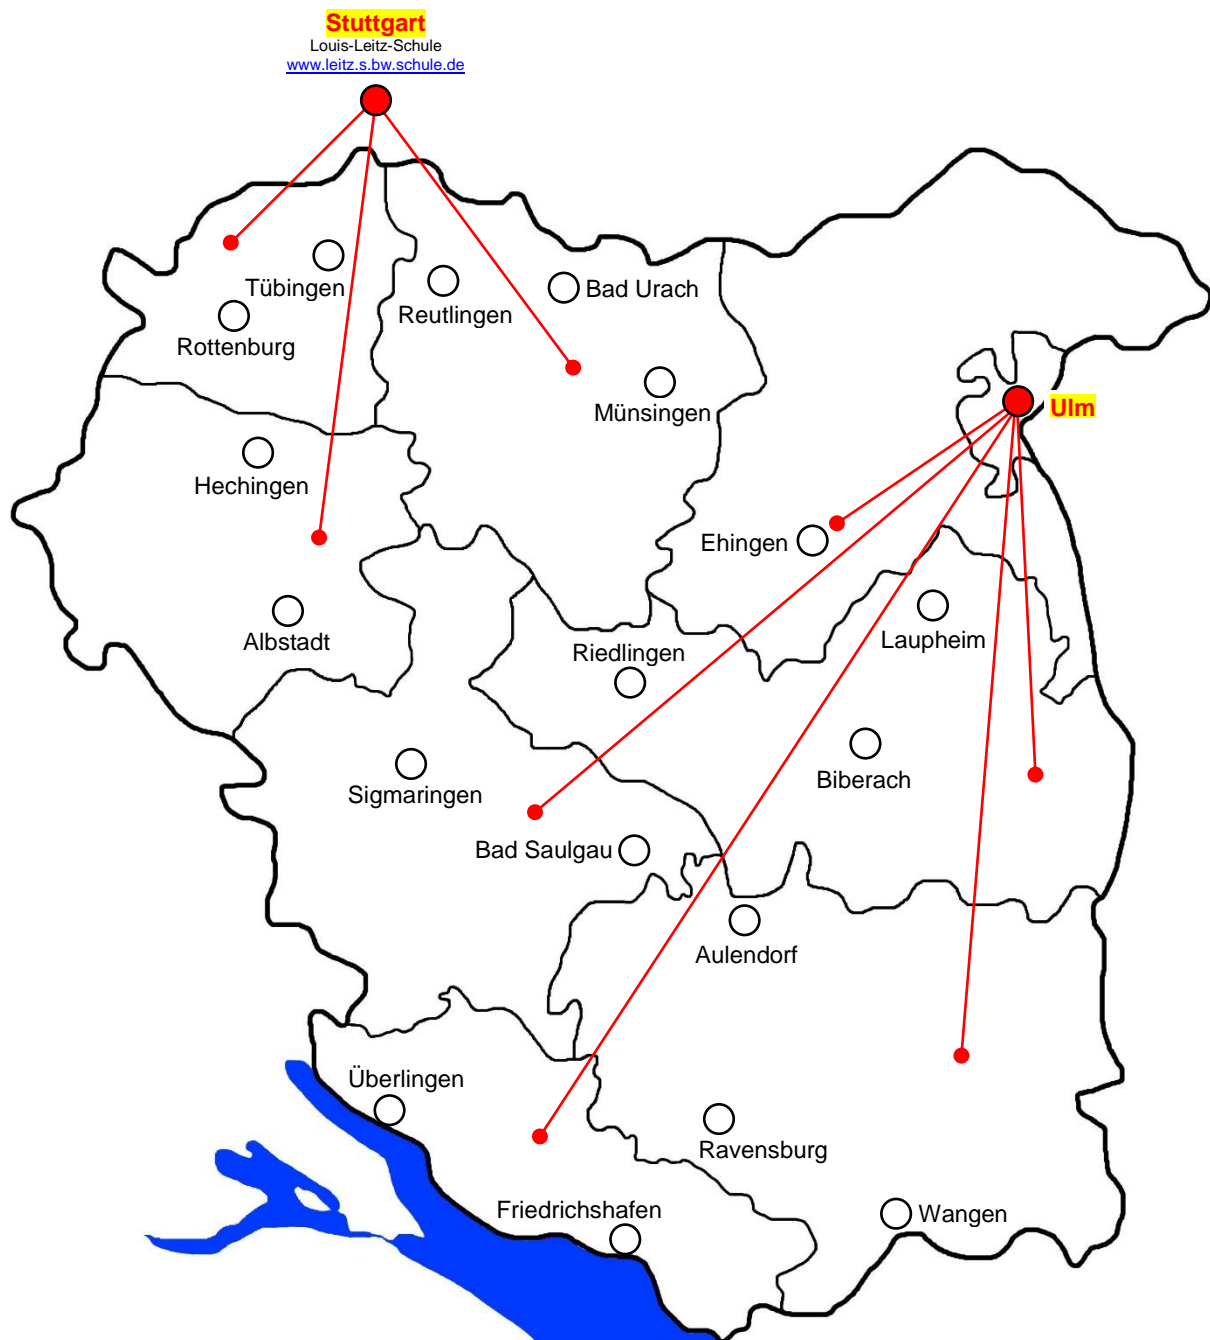 Stuttgart
Louis-Leitz-Schule
www.leitz.s.bw.schule.de
Tübingen
Reutlingen
Bad Urach
Rottenburg
Münsingen
Ulm
Hechingen
Ehingen
Albstadt
Riedlingen
Laupheim
Sigmaringen
Biberach
Bad Saulgau
Aulendorf
Überlingen
Ravensburg
Friedrichshafen
Wangen